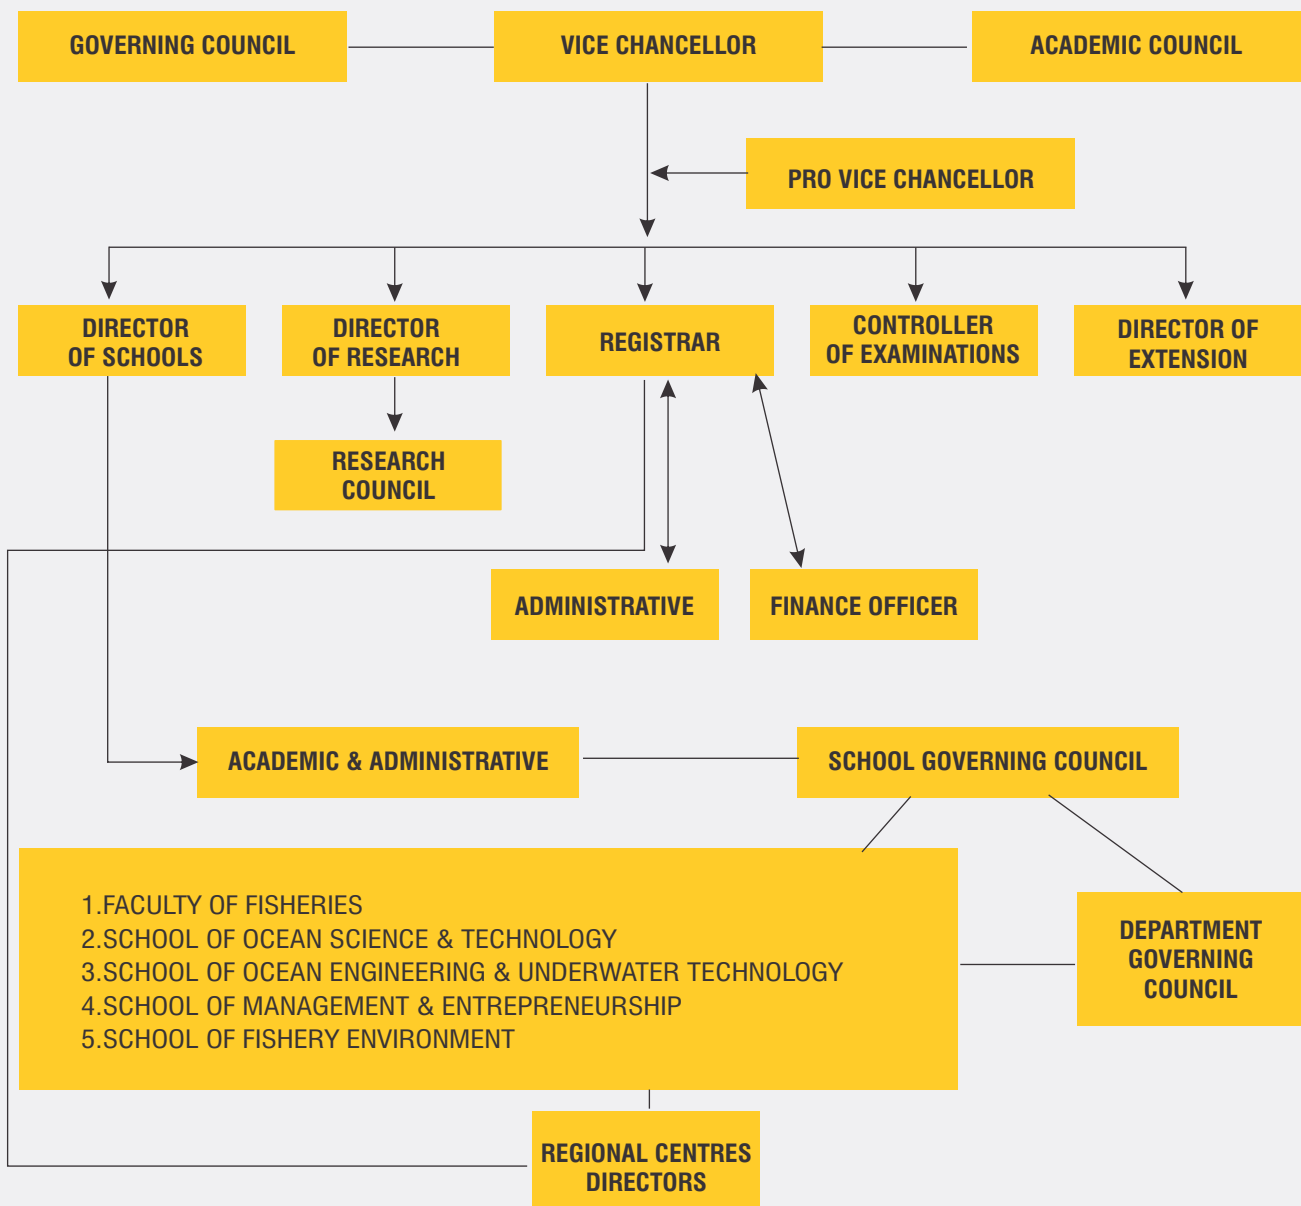 GOVERNING COUNCIL
VICE CHANCELLOR
ACADEMIC COUNCIL
PRO VICE CHANCELLOR
DIRECTOR
OF SCHOOLS
DIRECTOR
OF RESEARCH
REGISTRAR
CONTROLLER
OF EXAMINATIONS
DIRECTOR OF
EXTENSION
RESEARCH
COUNCIL
ADMINISTRATIVE
FINANCE OFFICER
ACADEMIC & ADMINISTRATIVE
SCHOOL GOVERNING COUNCIL
1.FACULTY OF FISHERIES
2.SCHOOL OF OCEAN SCIENCE & TECHNOLOGY
3.SCHOOL OF OCEAN ENGINEERING & UNDERWATER TECHNOLOGY
4.SCHOOL OF MANAGEMENT & ENTREPRENEURSHIP
5.SCHOOL OF FISHERY ENVIRONMENT
DEPARTMENT
GOVERNING
COUNCIL
REGIONAL CENTRES
DIRECTORS